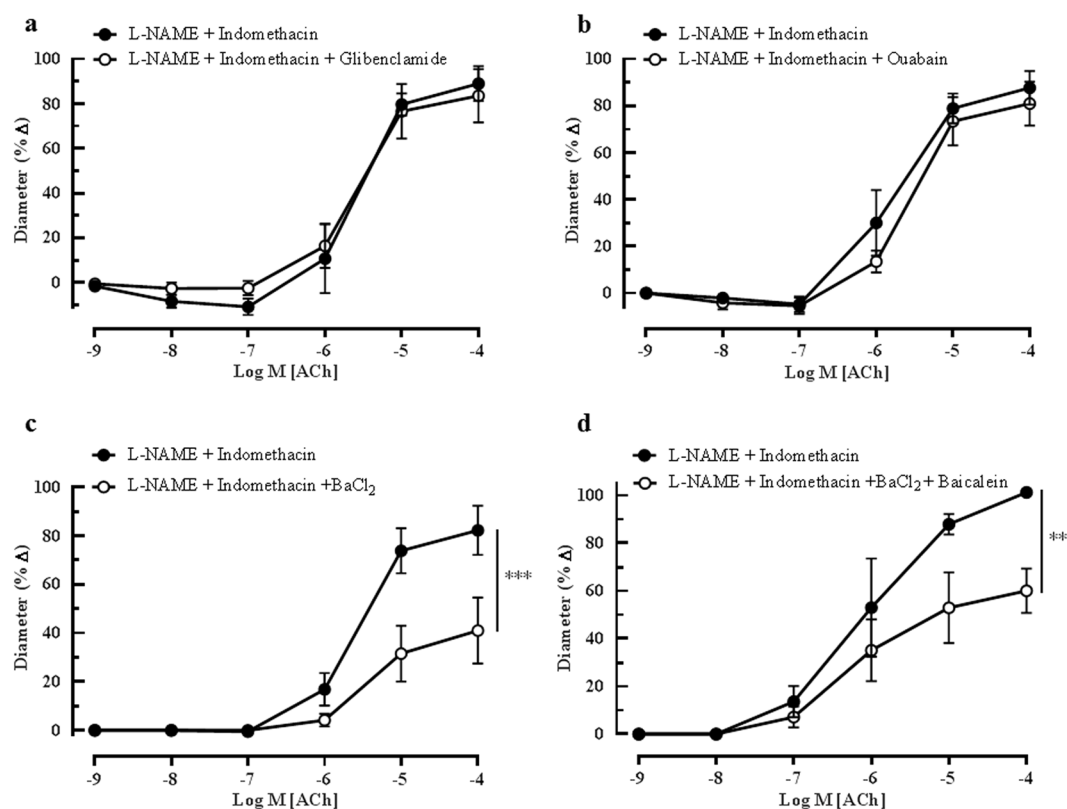 a
L-NAME + Indomethacin
L-NAME + Indomethacin + Glibenclamide
100
80
60
40
20
0
Diameter (% Δ)
-9 -8 -7 -6 -5 -4
Log M [ACh]
b
L-NAME + Indomethacin
L-NAME + Indomethacin + Ouabain
100
80
60
40
20
0
Diameter (% Δ)
-9 -8 -7 -6 -5 -4
Log M [ACh]
c
L-NAME + Indomethacin
L-NAME + Indomethacin +BaCl2
100
80
60
40
20
0
Diameter (% Δ)
***
-9 -8 -7 -6 -5 -4
Log M [ACh]
d
L-NAME + Indomethacin
L-NAME + Indomethacin +BaCl2 + Baicalein
100
80
60
40
20
0
Diameter (% Δ)
**
-9 -8 -7 -6 -5 -4
Log M [ACh]